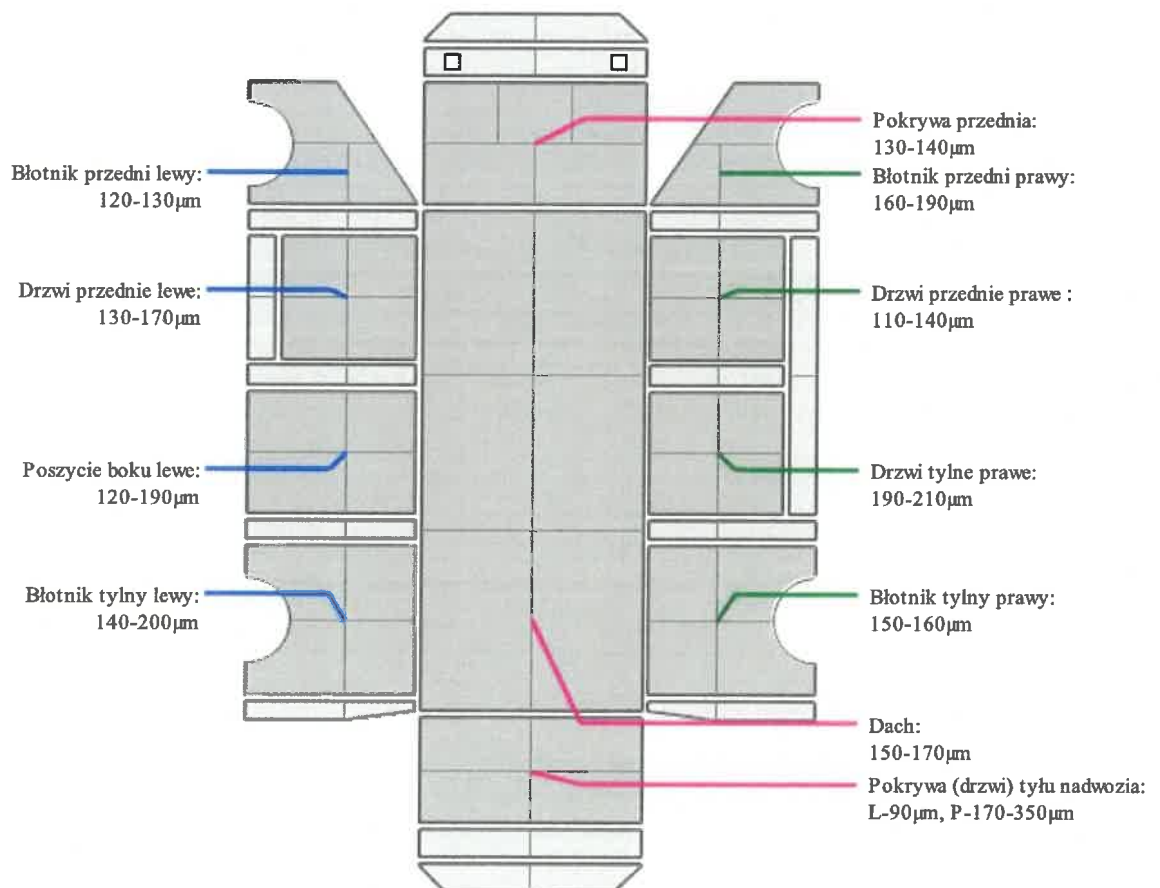 Błotnik przedni lewy:
120-130µm
Drzwi przednie lewe:
130-170µm
Poszycie boku lewe:
120-190µm
Błotnik tylny lewy:
140-200µm
Pokrywa przednia:
130-140µm
Błotnik przedni prawy:
160-190µm
Drzwi przednie prawe :
110-140µm
Drzwi tylne prawe:
190-210µm
Błotnik tylny prawy:
150-160µm
Dach:
150-170µm
Pokrywa (drzwi) tyłu nadwozia:
L-90µm, P-170-350µm